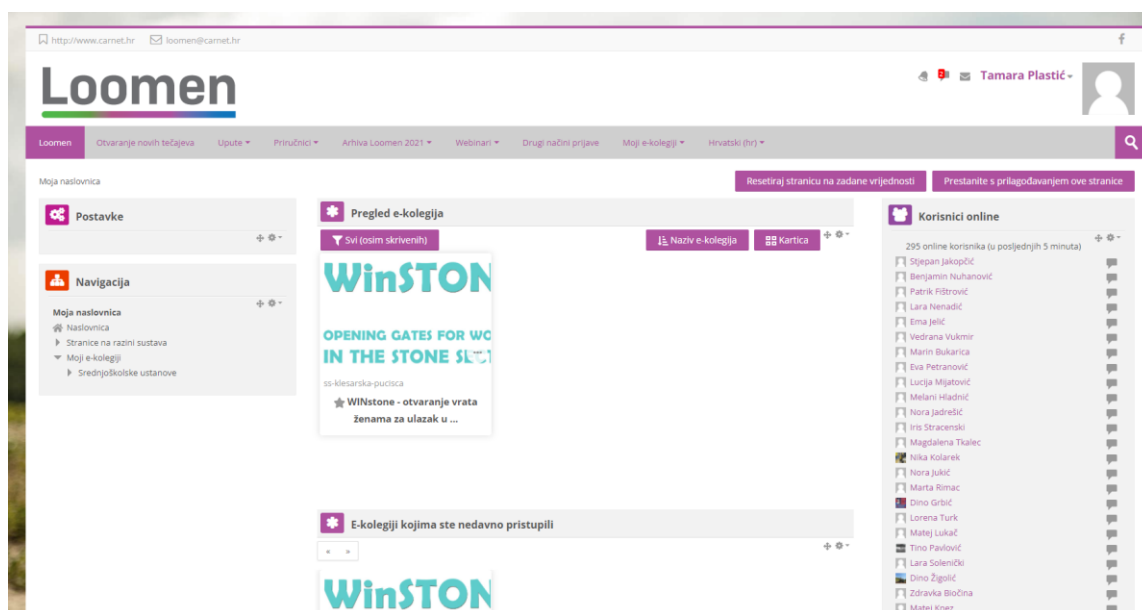 http://www.carnet.hr loomen@carnet.hr
Loomen
Tamara Plastić
Loomen Otvaranje novih tečajeva Upute Priručnici Arhiva Loomen 2021 Webinari Drugi načini prijave Moji e-kolegiji Hrvatski (hr)
Moja naslovnica
Resetiraj stranicu na zadane vrijednosti Prestanite s prilagođavanjem ove stranice
Postavke
Navigacija
Moja naslovnica
Naslovnica
Stranice na razini sustava
Moji e-kolegiji
Srednjoškolske ustanove
Pregled e-kolegija
Svi (osim skrivenih) Naziv e-kolegija Kartica
WinSTON
OPENING GATES FOR WO
IN THE STONE SECT
ss-klesarska-pucisca
WINstone - otvaranje vrata
ženama za ulazak u ...
E-kolegiji kojima ste nedavno pristupili
« »
WinSTON
Korisnici online
295 online korisnika (u posljednjih 5 minuta)
Stjepan Jakopčić
Benjamin Nuhanović
Patrik Fištrović
Lara Nenadić
Ema Jelić
Vedrana Vukmir
Marin Bukarica
Eva Petranović
Lucija Mijatović
Melani Hladnić
Nora Jadrešić
Iris Stracenski
Magdalena Tkalec
Nika Kolarek
Nora Jukić
Marta Rimac
Dino Grbić
Lorena Turk
Matej Lukač
Tino Pavlović
Lara Solenički
Dino Žigolić
Zdravka Biočina
Matej Knez